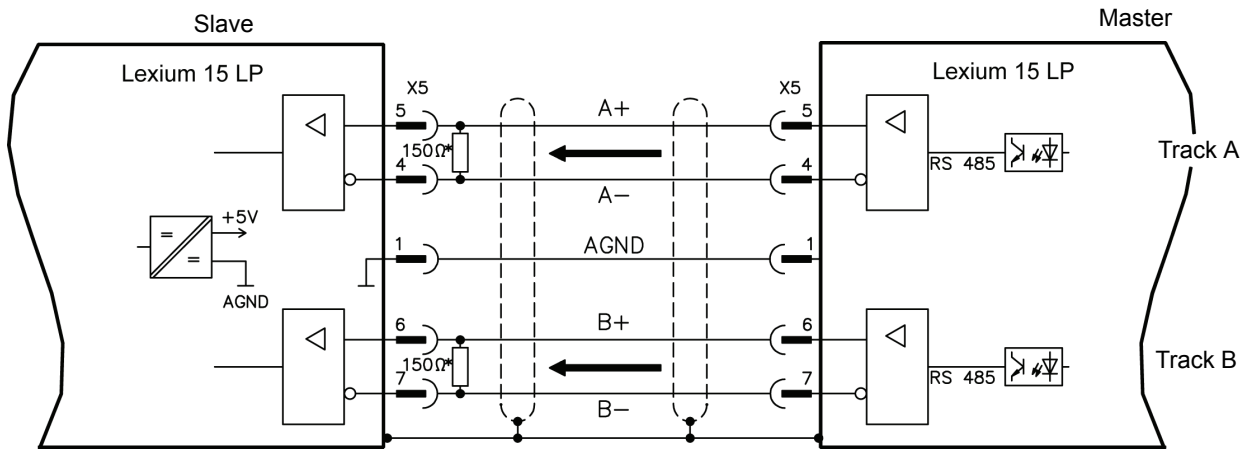 Slave
Master
Lexium 15 LP
Lexium 15 LP
X5
X5
5
A+
5
150Ω*
RS 485
Track A
4
A−
4
+5V
=
=
AGND
1
AGND
1
6
B+
6
150Ω*
RS 485
Track B
7
B−
7